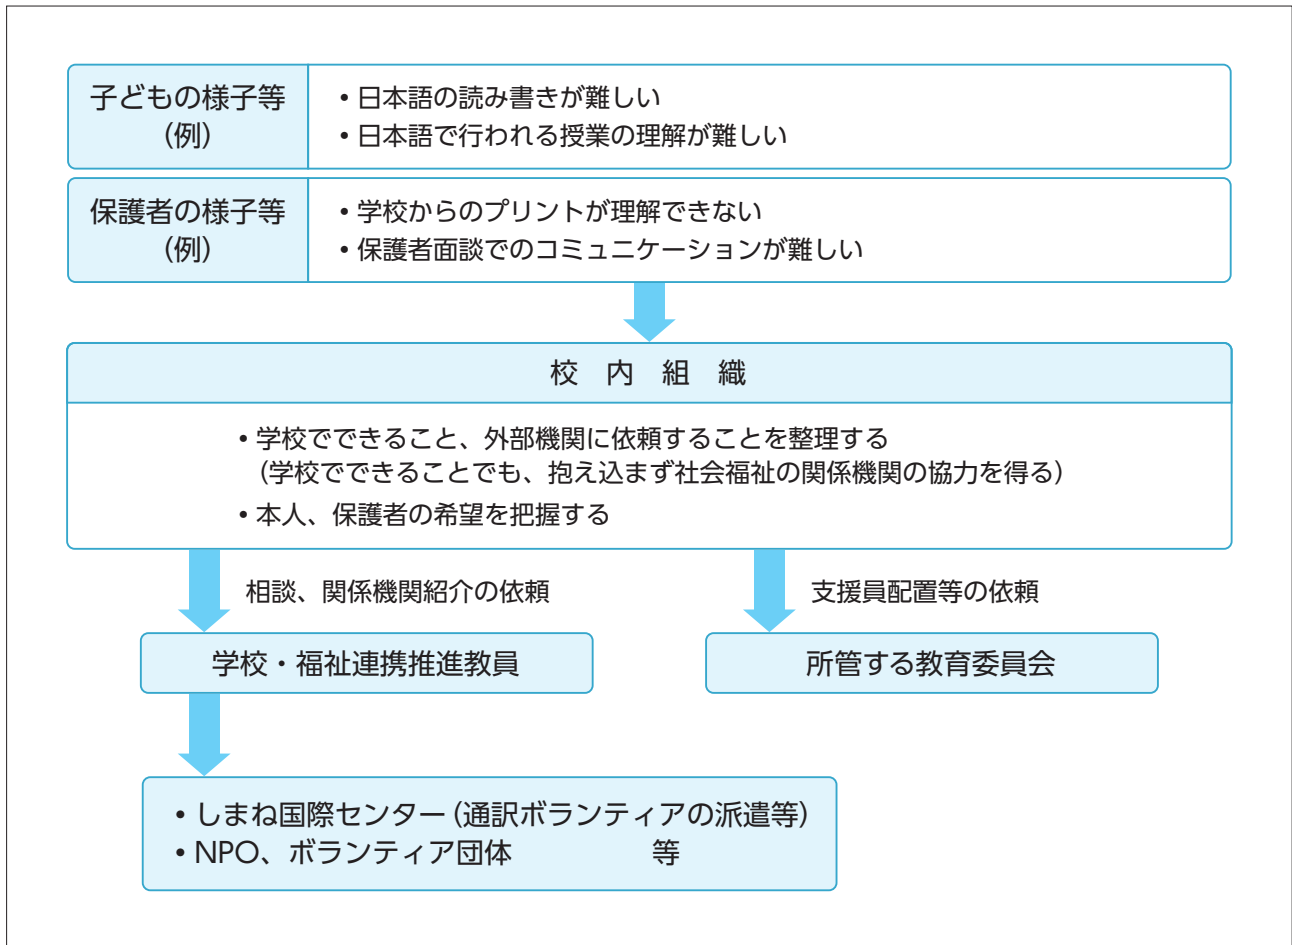 子どもの様子等
(例)
・日本語の読み書きが難しい
・日本語で行われる授業の理解が難しい
保護者の様子等
(例)
・学校からのプリントが理解できない
・保護者面談でのコミュニケーションが難しい
校 内 組 織
・学校でできること、外部機関に依頼することを整理する
(学校でできることでも、抱え込まず社会福祉の関係機関の協力を得る)
・本人、保護者の希望を把握する
相談、関係機関紹介の依頼
支援員配置等の依頼
学校・福祉連携推進教員
所管する教育委員会
・しまね国際センター(通訳ボランティアの派遣等)
・NPO、ボランティア団体 等